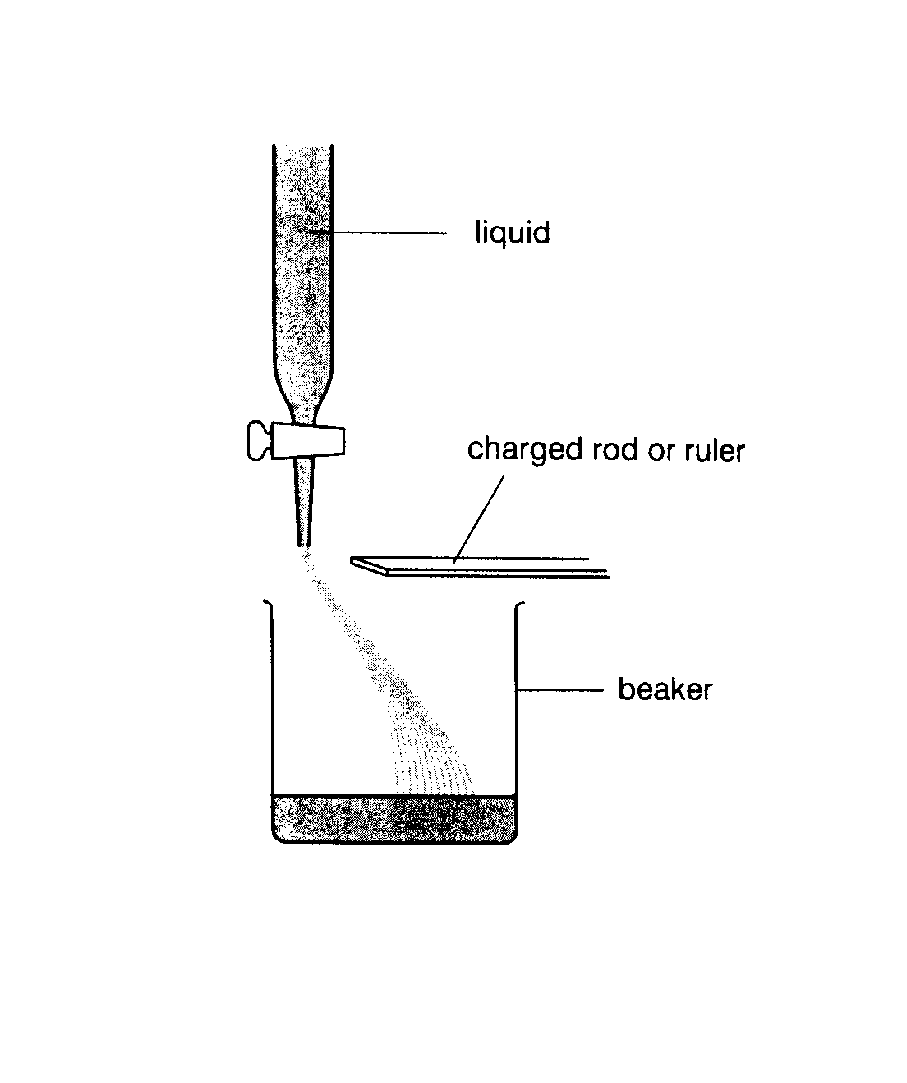 liquid
charged rod or ruler
beaker